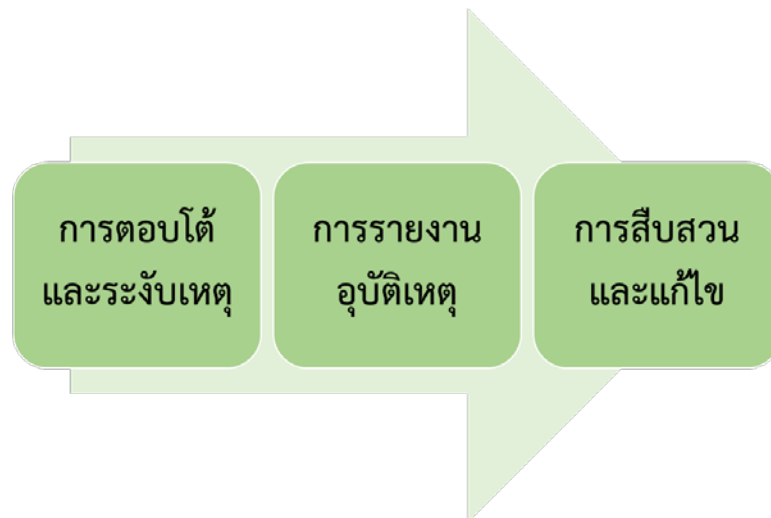 การตอบโต้
และระงับเหตุ
การรายงาน
อุบัติเหตุ
การสืบสวน
และแก้ไข